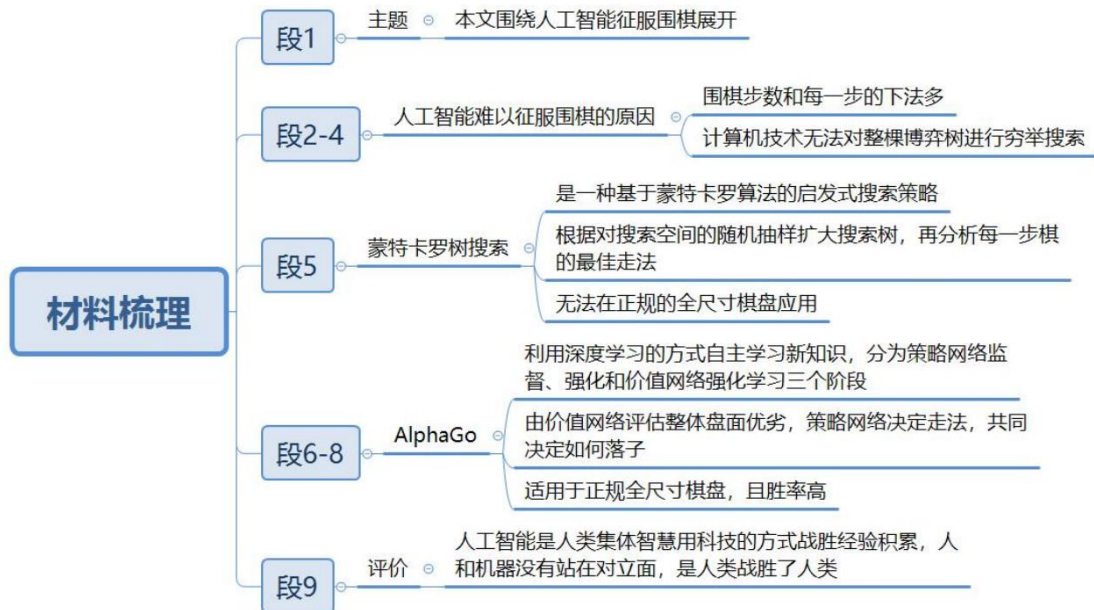 段1
主题
本文围绕人工智能征服围棋展开
段2-4
人工智能难以征服围棋的原因
围棋步数和每一步的下法多
计算机技术无法对整棵博弈树进行穷举搜索
材料梳理
段5
蒙特卡罗树搜索
是一种基于蒙特卡罗算法的启发式搜索策略
根据对搜索空间的随机抽样扩大搜索树，再分析每一步棋
的最佳走法
无法在正规的全尺寸棋盘应用
段6-8
AlphaGo
利用深度学习的方式自主学习新知识，分为策略网络监
督、强化和价值网络强化学习三个阶段
由价值网络评估整体盘面优劣，策略网络决定走法，共同
决定如何落子
适用于正规全尺寸棋盘，且胜率高
段9
评价
人工智能是人类集体智慧用科技的方式战胜经验积累，人
和机器没有站在对立面，是人类战胜了人类